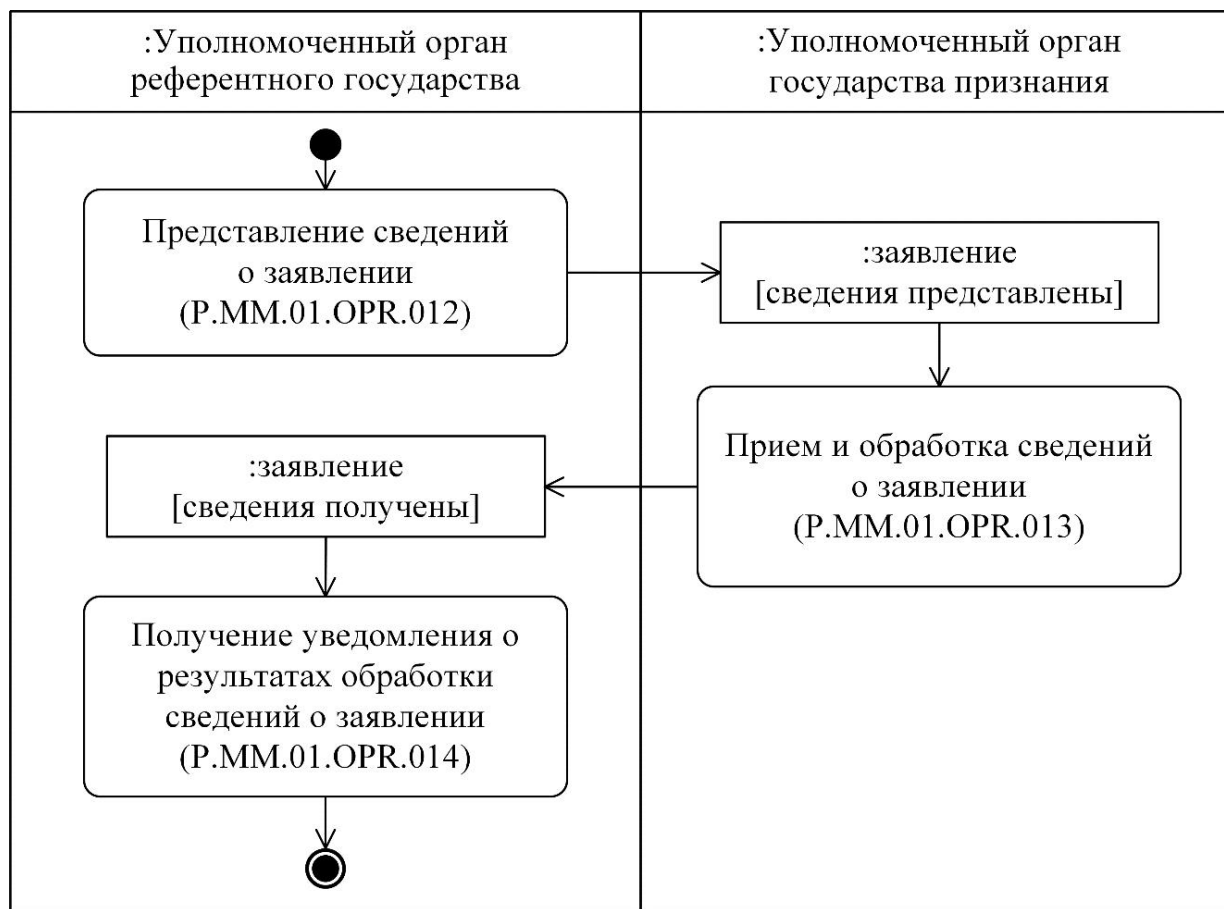 :Уполномоченный орган
референтного государства
:Уполномоченный орган
государства признания
Представление сведений
о заявлении
(P.MM.01.OPR.012)
:заявление
[сведения представлены]
Прием и обработка сведений
о заявлении
(P.MM.01.OPR.013)
:заявление
[сведения получены]
Получение уведомления о
результатах обработки
сведений о заявлении
(P.MM.01.OPR.014)